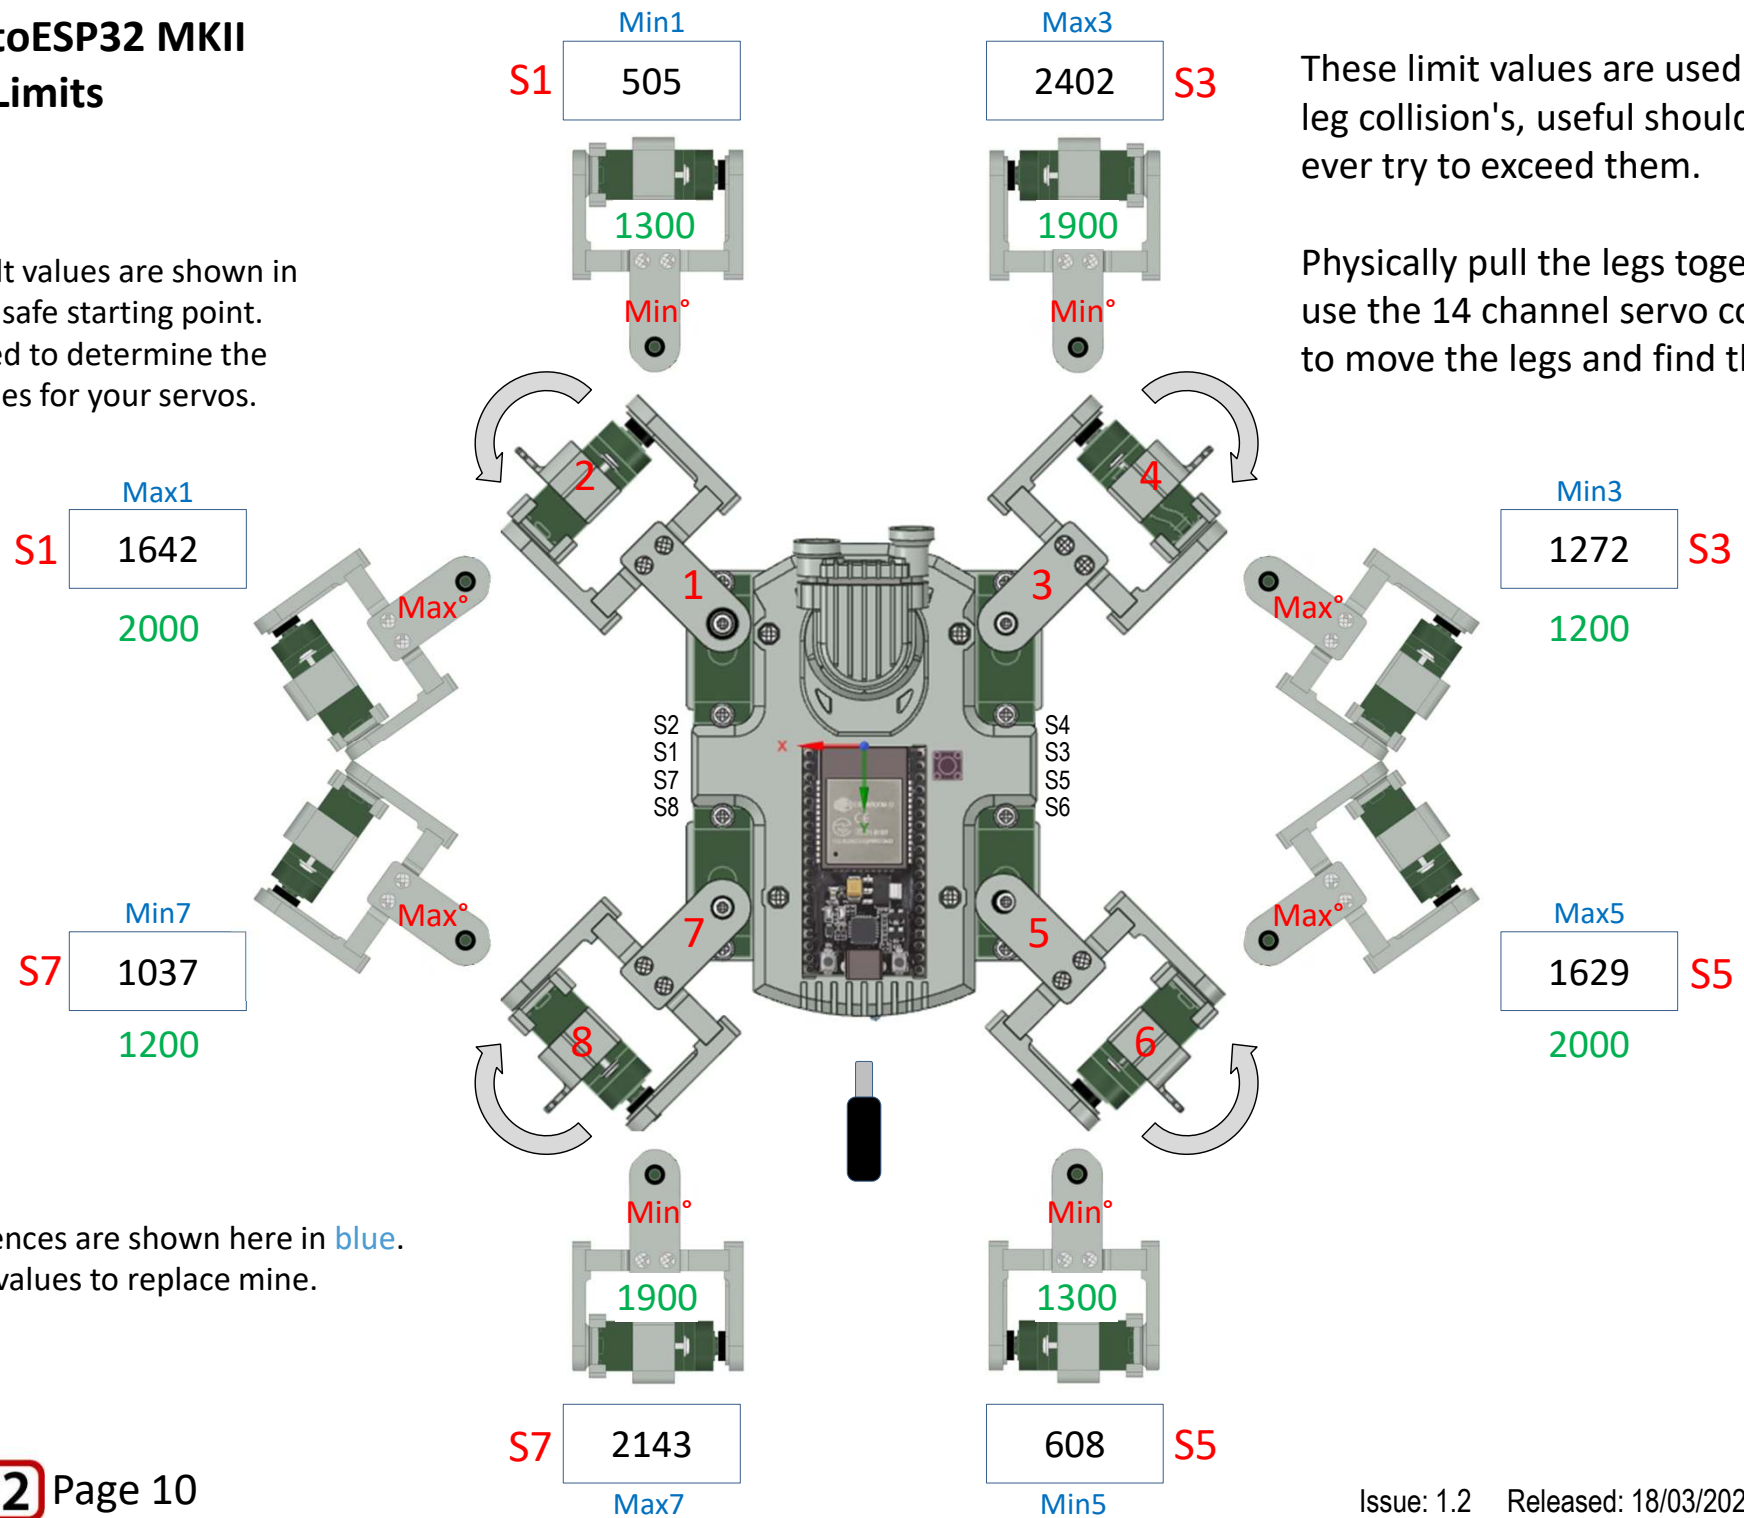 toESP32 MKII
Limits
Min1
S1 505
1300
Min°
Max3
2402 S3
1900
Min°
These limit values are used
leg collision's, useful should
ever try to exceed them.
Physically pull the legs toge
use the 14 channel servo co
to move the legs and find th
lt values are shown in
safe starting point.
ed to determine the
es for your servos.
Max1
S1 1642
2000
Max°
2
1
4
3
Min3
1272 S3
1200
Max°
S2
S1
S7
S8
X
Y
S4
S3
S5
S6
Min7
S7 1037
1200
Max°
7
8
5
6
Max5
1629 S5
2000
Max°
ences are shown here in blue.
values to replace mine.
Min°
1900
S7 2143
Max7
Min°
1300
608 S5
Min5
2 Page 10
Issue: 1.2 Released: 18/03/202